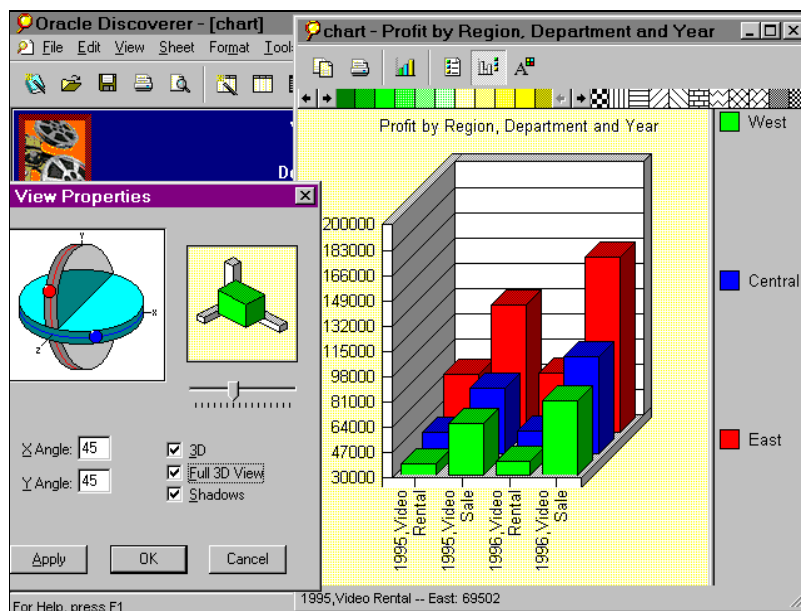 Oracle Discoverer - [chart]
File Edit View Sheet Format Tools
chart - Profit by Region, Department and Year
Profit by Region, Department and Year
West
Central
East
200000
183000
166000
149000
132000
115000
98000
81000
64000
47000
30000
1995,Video Rental
1995,Video Sale
1996,Video Rental
1996,Video Sale
1995,Video Rental -- East: 69502
View Properties
Y
X
Z
X Angle: 45
Y Angle: 45
3D
Full 3D View
Shadows
Apply OK Cancel
For Help, press F1